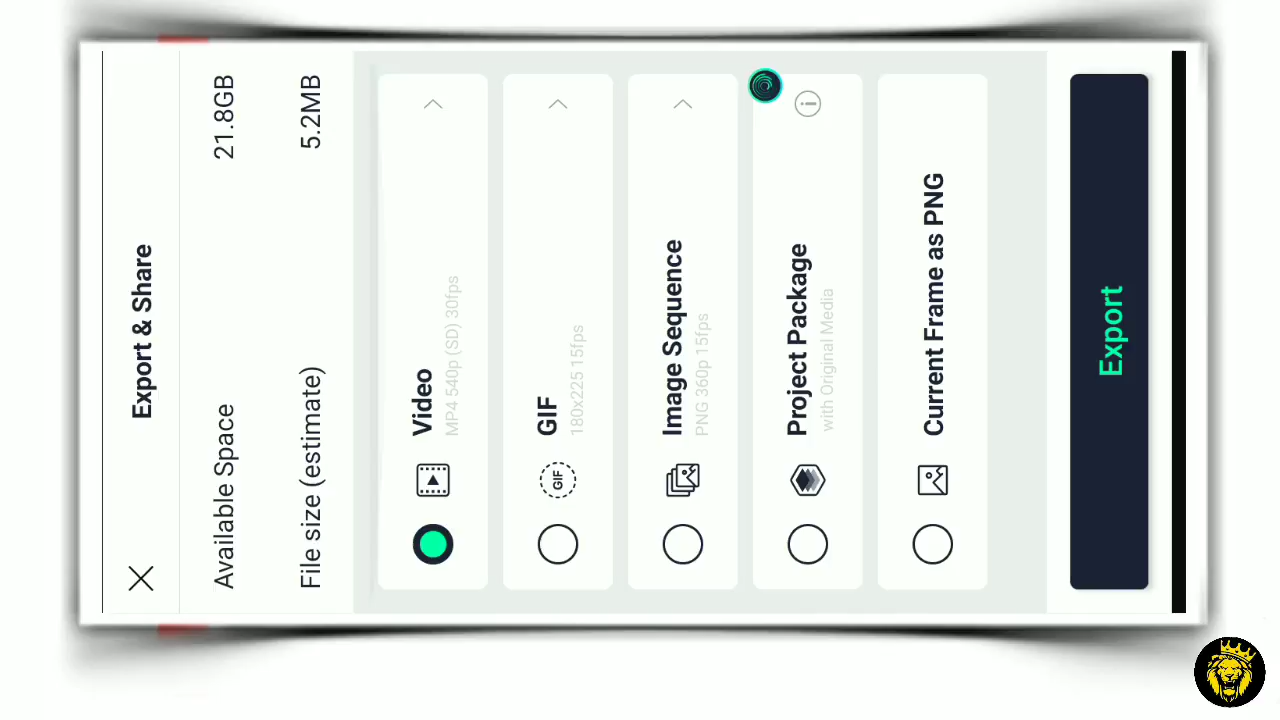 Export & Share
Available Space 21.8GB
File size (estimate) 5.2MB
Video
MP4 540p (SD) 30fps
GIF
GIF
180x225 15fps
Image Sequence
PNG 360p 15fps
Project Package
with Original Media
Current Frame as PNG
Export